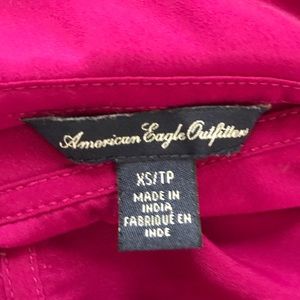 American Eagle Outfitters
XS/TP
MADE IN
INDIA
FABRIQUÉ EN
INDE